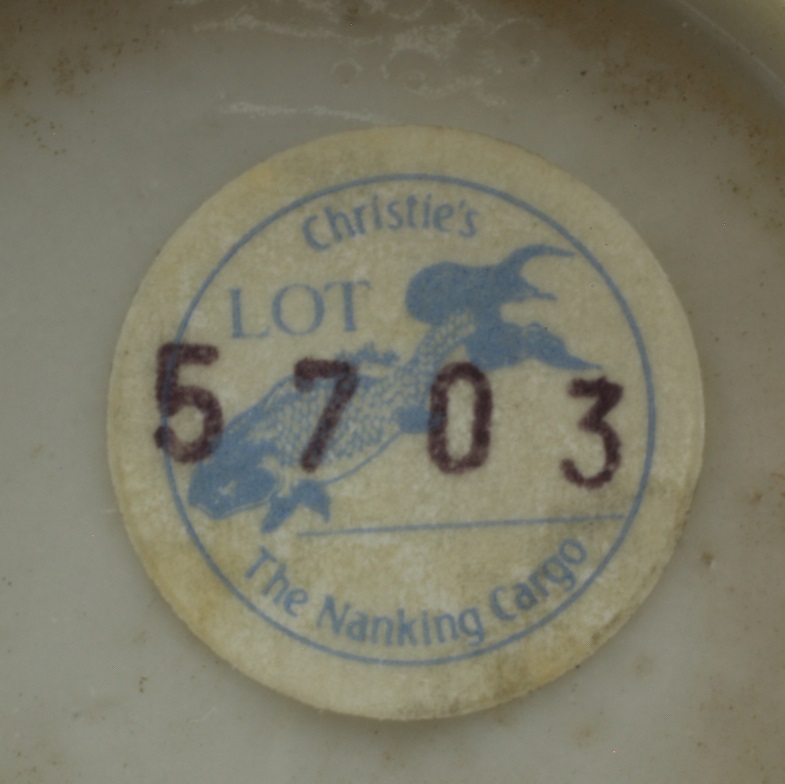 Christie's
LOT
5703
The Nanking Cargo